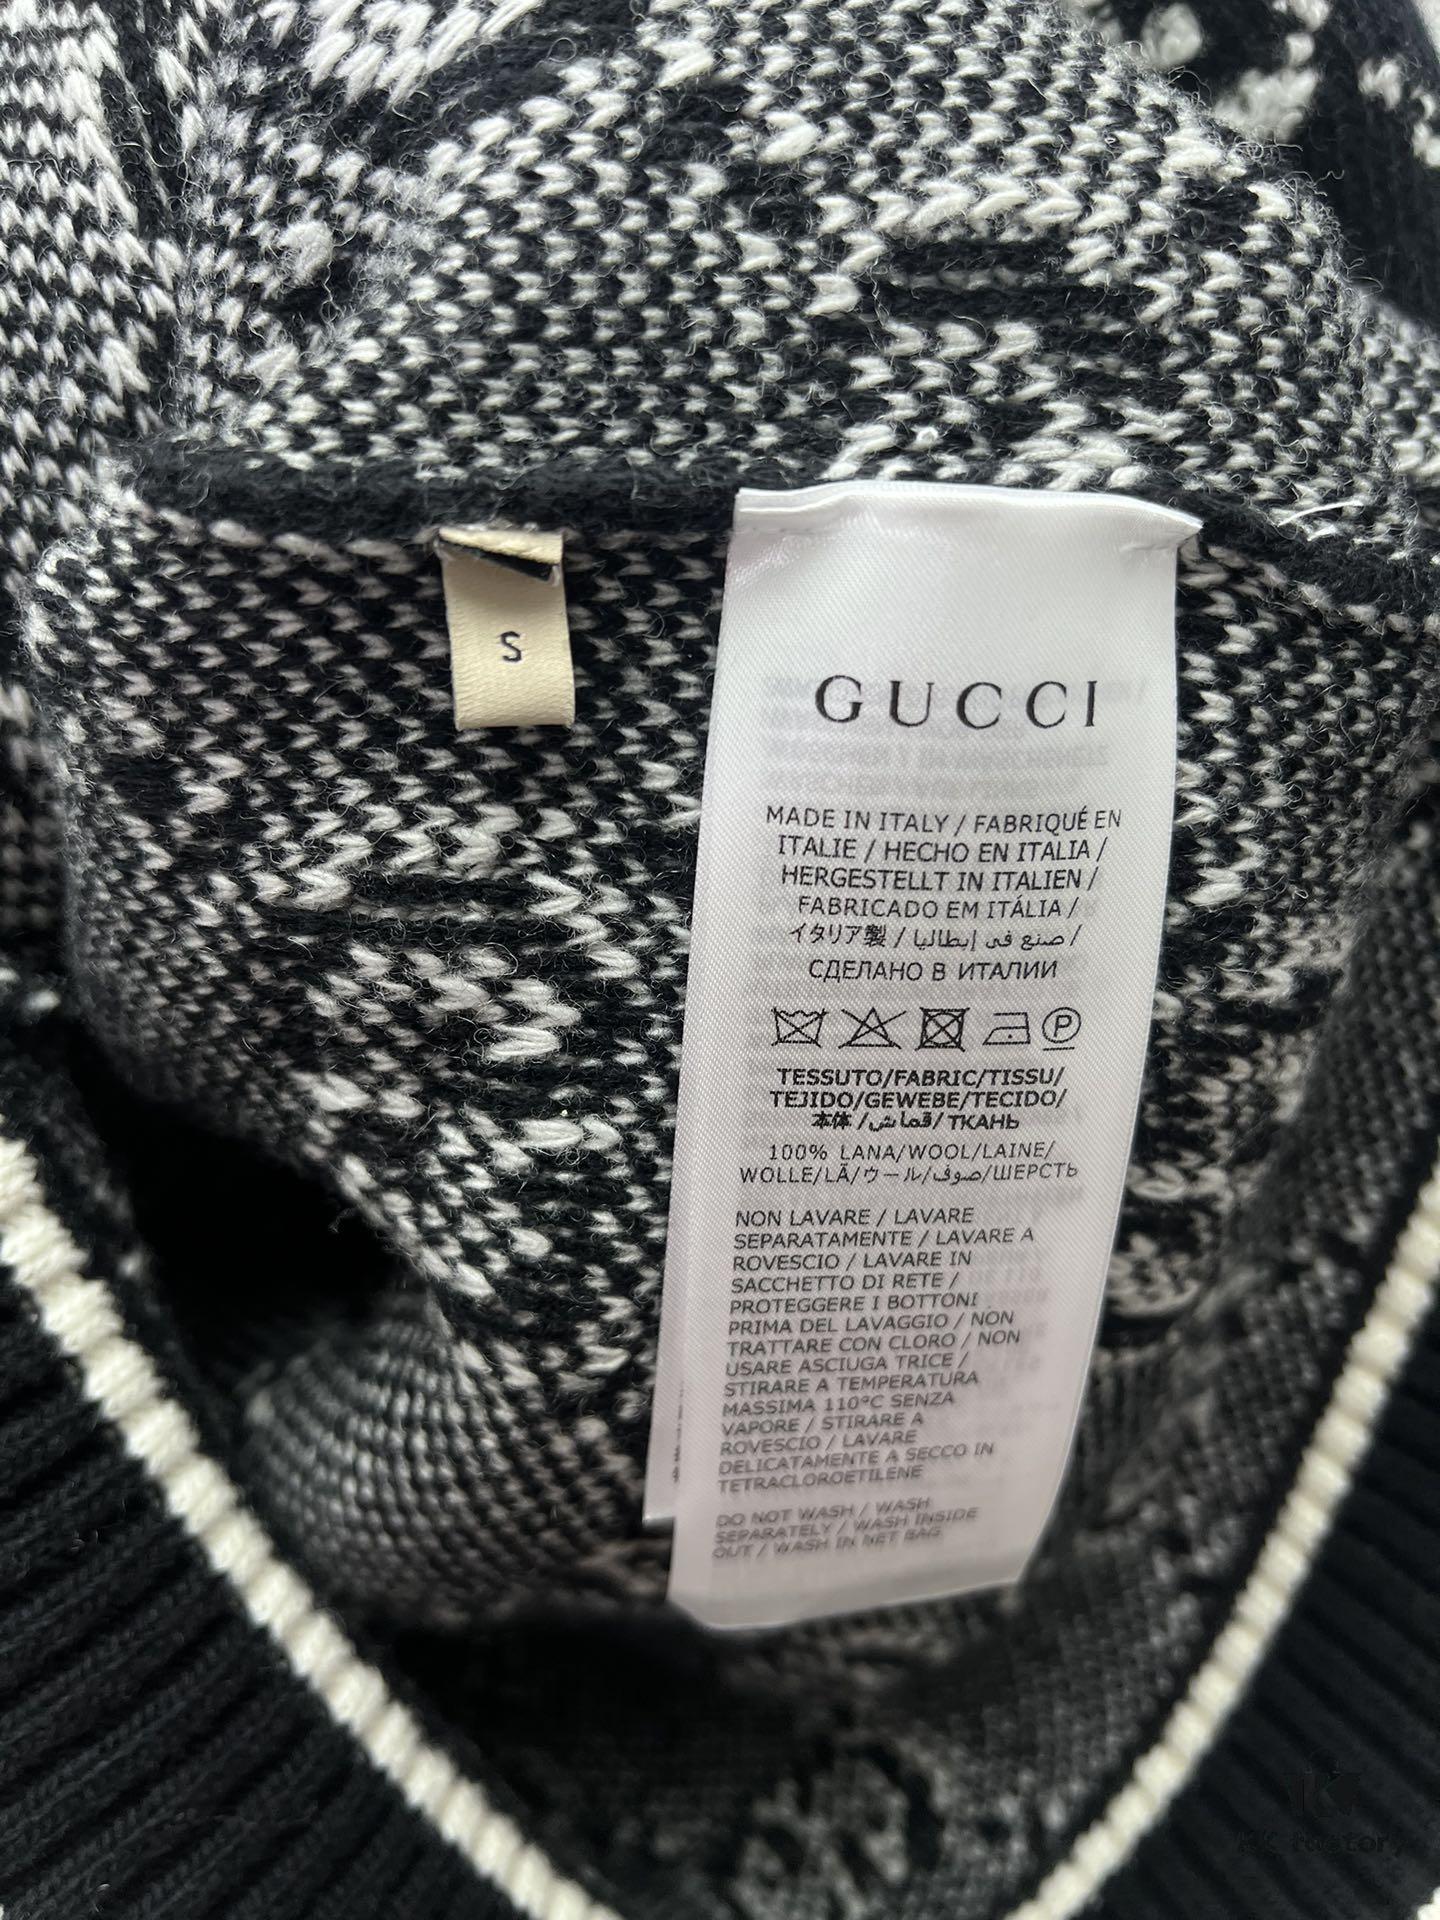 S
GUCCI
MADE IN ITALY / FABRIQUÉ EN
ITALIE / HECHO EN ITALIA /
HERGESTELLT IN ITALIEN /
FABRICADO EM ITÁLIA /
イタリア製 / صنع في إيطاليا /
СДЕЛАНО В ИТАЛИИ
P
TESSUTO/FABRIC/TISSU/
TEJIDO/GEWEBE/TECIDO/
本体 /قماش/ ТКАНЬ
100% LANA/WOOL/LAINE/
WOLLE/LÃ/ウール/صوف/ШЕРСТЬ
NON LAVARE / LAVARE
SEPARATAMENTE / LAVARE A
ROVESCIO / LAVARE IN
SACCHETTO DI RETE /
PROTEGGERE I BOTTONI
PRIMA DEL LAVAGGIO / NON
TRATTARE CON CLORO / NON
USARE ASCIUGA TRICE /
STIRARE A TEMPERATURA
MASSIMA 110°C SENZA
VAPORE / STIRARE A
ROVESCIO / LAVARE
DELICATAMENTE A SECCO IN
TETRACLOROETILENE
DO NOT WASH / WASH
SEPARATELY / WASH INSIDE
OUT / WASH IN NET BAG
KK factory